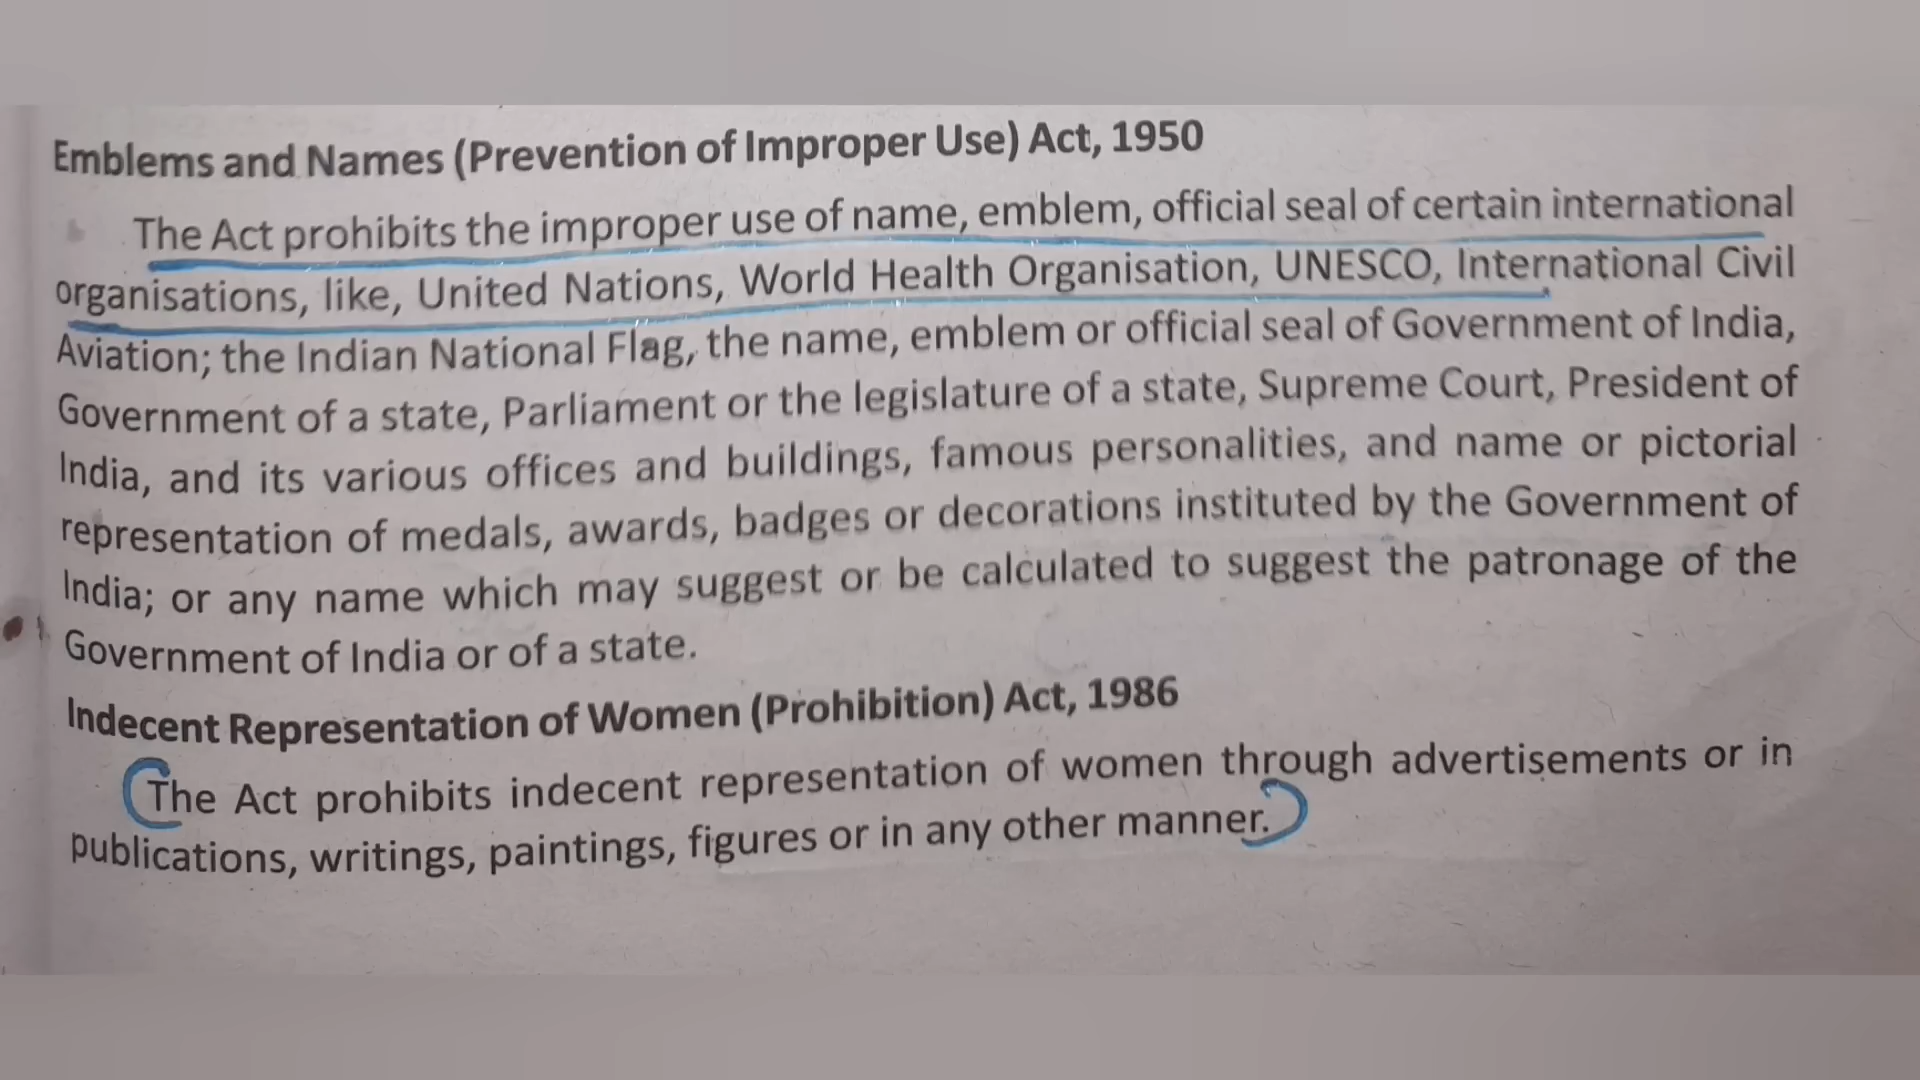 Emblems and Names (Prevention of Improper Use) Act, 1950
The Act prohibits the improper use of name, emblem, official seal of certain international
organisations, like, United Nations, World Health Organisation, UNESCO, International Civil
Aviation; the Indian National Flag, the name, emblem or official seal of Government of India,
Government of a state, Parliament or the legislature of a state, Supreme Court, President of
India, and its various offices and buildings, famous personalities, and name or pictorial
representation of medals, awards, badges or decorations instituted by the Government of
India; or any name which may suggest or be calculated to suggest the patronage of the
Government of India or of a state.
Indecent Representation of Women (Prohibition) Act, 1986
The Act prohibits indecent representation of women through advertisements or in
publications, writings, paintings, figures or in any other manner.